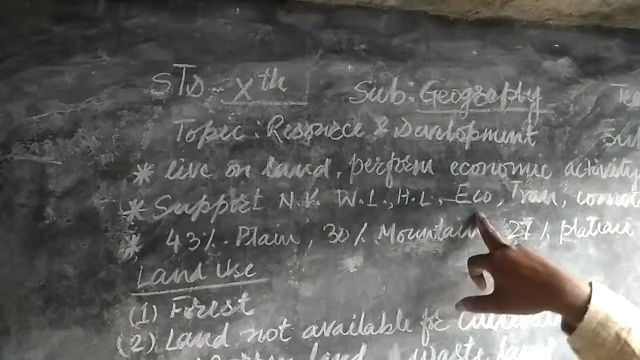 STD - Xth Sub: Geography
Topic: Resource & Development
* live on land, perform economic activity
* Support N.V. W.L., H.L., Eco, Tran,
* 43% Plain, 30% Mountain 27% plateau
Land Use
(1) Forest
(2) Land not available for
land